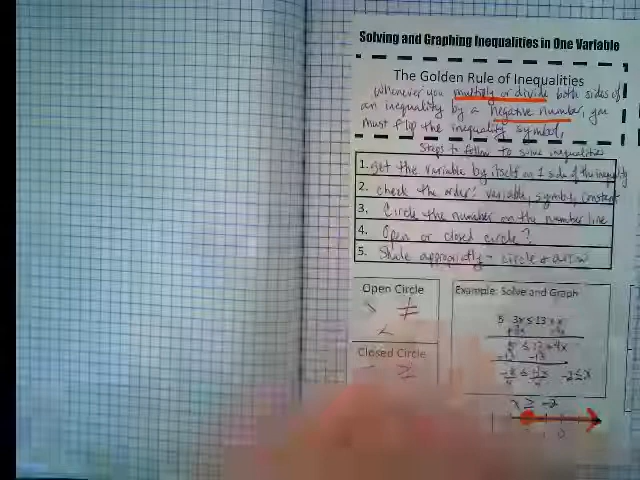 Solving and Graphing Inequalities in One Variable
The Golden Rule of Inequalities
Whenever you multiply or divide both sides of
an inequality by a negative number, you
must flip the inequality symbol.
Steps to follow to solve inequalities
1. get the variable by itself on 1 side of the inequality
2. check the order: variable, symbol, constant
3. Circle the number on the number line
4. Open or closed circle?
5. Shade appropriately - circle & arrow
Open Circle
Example: Solve and Graph
≠
<
Closed Circle
-2 ≤ x
x ≥ -2